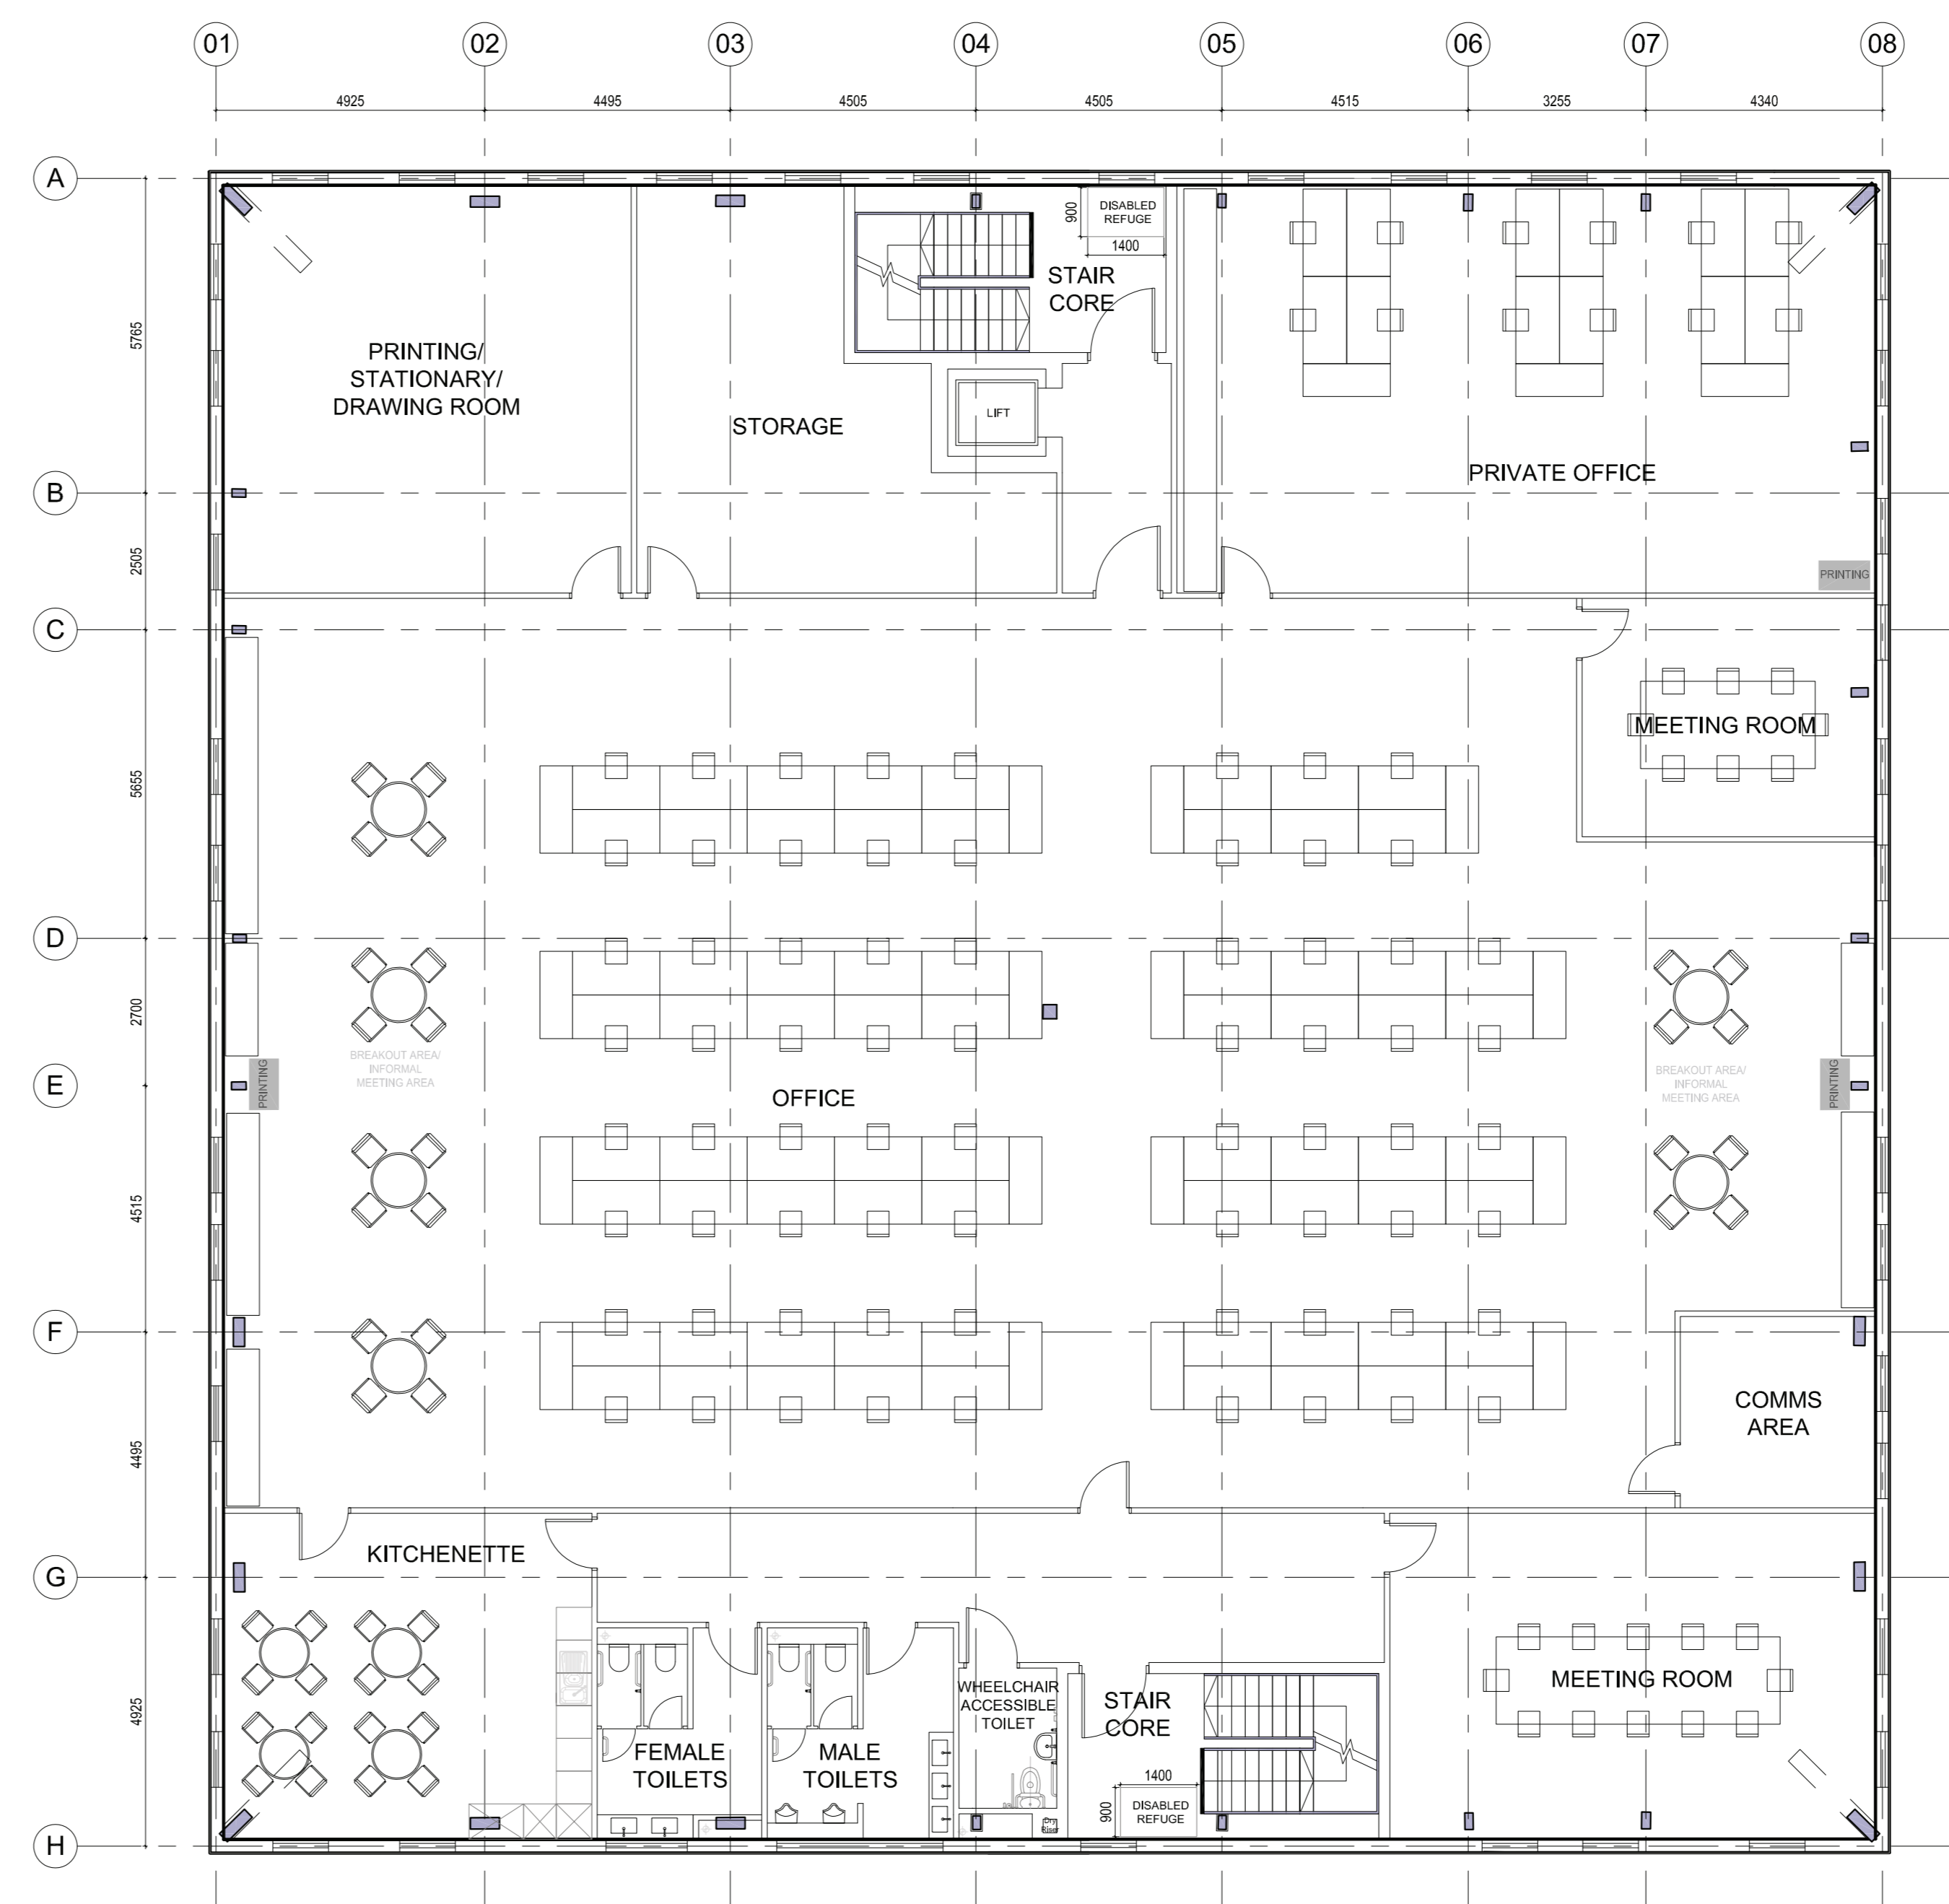 01
02
03
04
05
06
07
08
4925
4495
4505
4505
4515
3255
4340
A
B
C
D
E
F
G
H
5765
2505
5655
2700
4515
4495
4925
900
DISABLED
REFUGE
1400
STAIR
CORE
PRINTING/
STATIONARY/
DRAWING ROOM
STORAGE
LIFT
PRIVATE OFFICE
PRINTING
MEETING ROOM
BREAKOUT AREA/
INFORMAL
MEETING AREA
PRINTING
OFFICE
BREAKOUT AREA/
INFORMAL
MEETING AREA
PRINTING
COMMS
AREA
KITCHENETTE
FEMALE
TOILETS
MALE
TOILETS
WHEELCHAIR
ACCESSIBLE
TOILET
STAIR
CORE
1400
900
DISABLED
REFUGE
Dry
Riser
MEETING ROOM